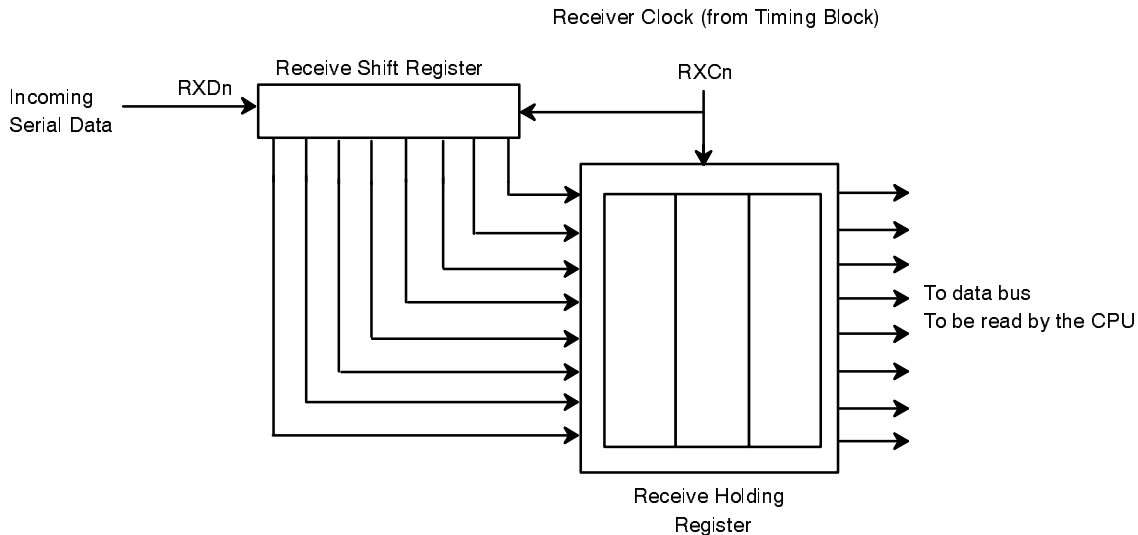 Receiver Clock (from Timing Block)
Receive Shift Register
RXCn
RXDn
Incoming
Serial Data
To data bus
To be read by the CPU
Receive Holding
Register